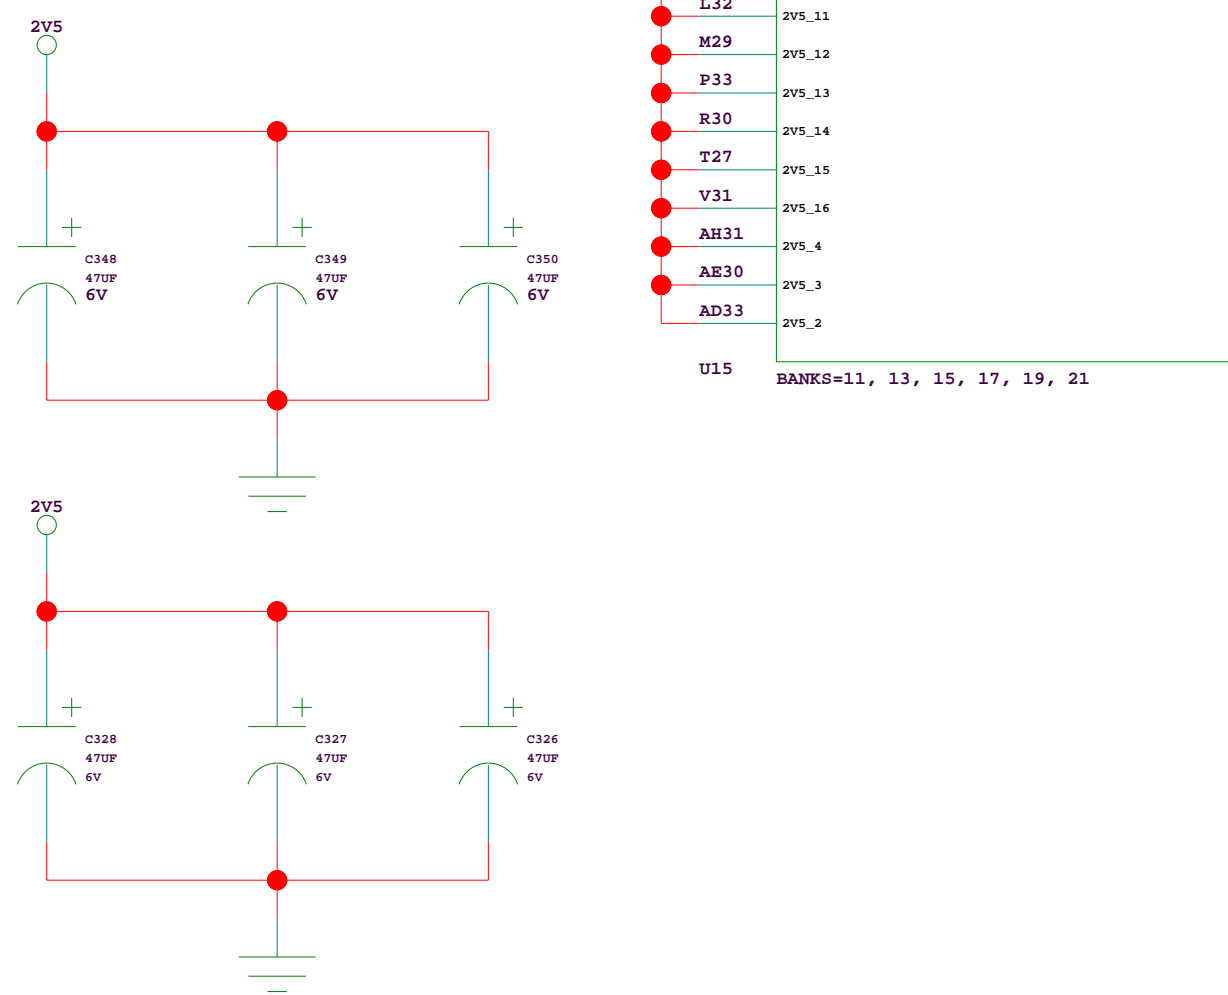 2V5
C348
47UF
6V
C349
47UF
6V
C350
47UF
6V
2V5
C328
47UF
6V
C327
47UF
6V
C326
47UF
6V
L32 2V5_11
M29 2V5_12
P33 2V5_13
R30 2V5_14
T27 2V5_15
V31 2V5_16
AH31 2V5_4
AE30 2V5_3
AD33 2V5_2
U15
BANKS=11, 13, 15, 17, 19, 21